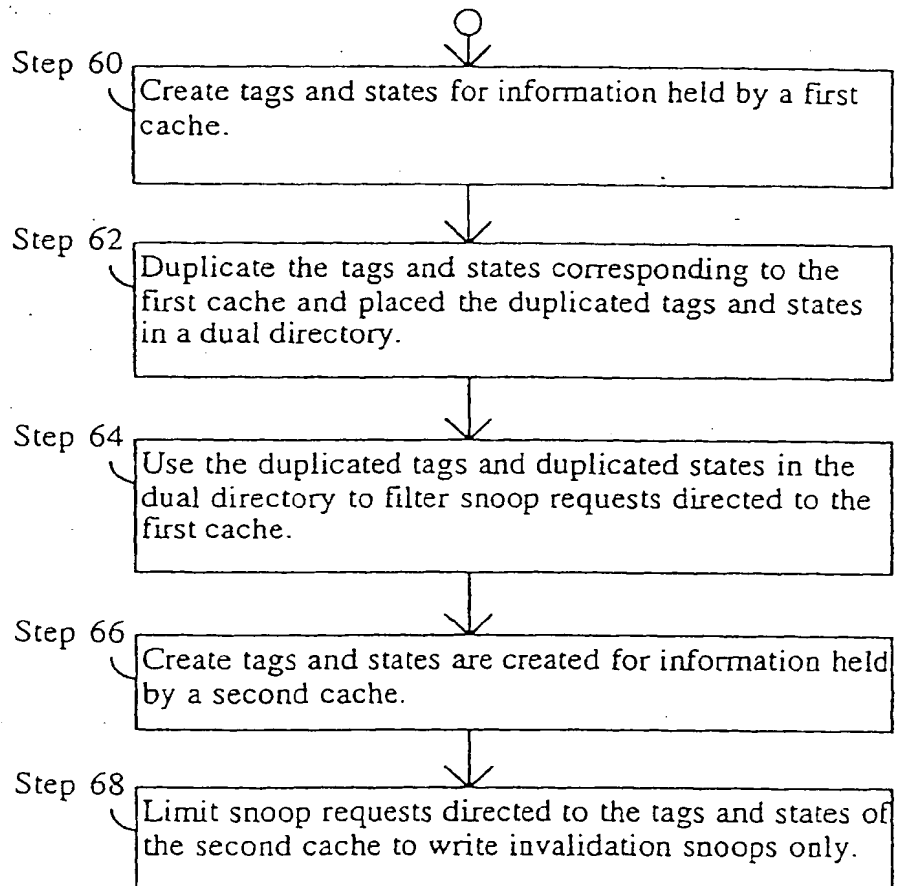 Step 60
Create tags and states for information held by a first
cache.
Step 62
Duplicate the tags and states corresponding to the
first cache and placed the duplicated tags and states
in a dual directory.
Step 64
Use the duplicated tags and duplicated states in the
dual directory to filter snoop requests directed to the
first cache.
Step 66
Create tags and states are created for information held
by a second cache.
Step 68
Limit snoop requests directed to the tags and states of
the second cache to write invalidation snoops only.